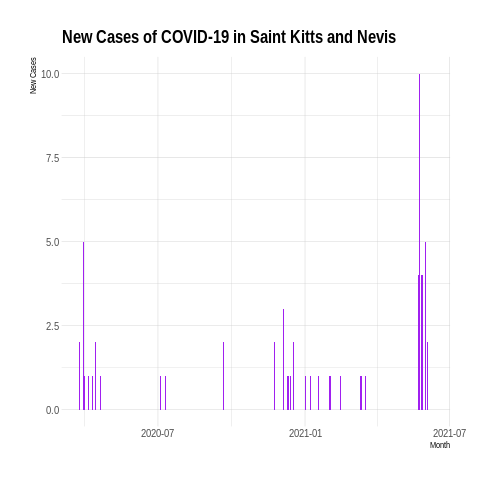 New Cases of COVID-19 in Saint Kitts and Nevis
New Cases
10.0
7.5
5.0
2.5
0.0
2020-07
2021-01
2021-07
Month